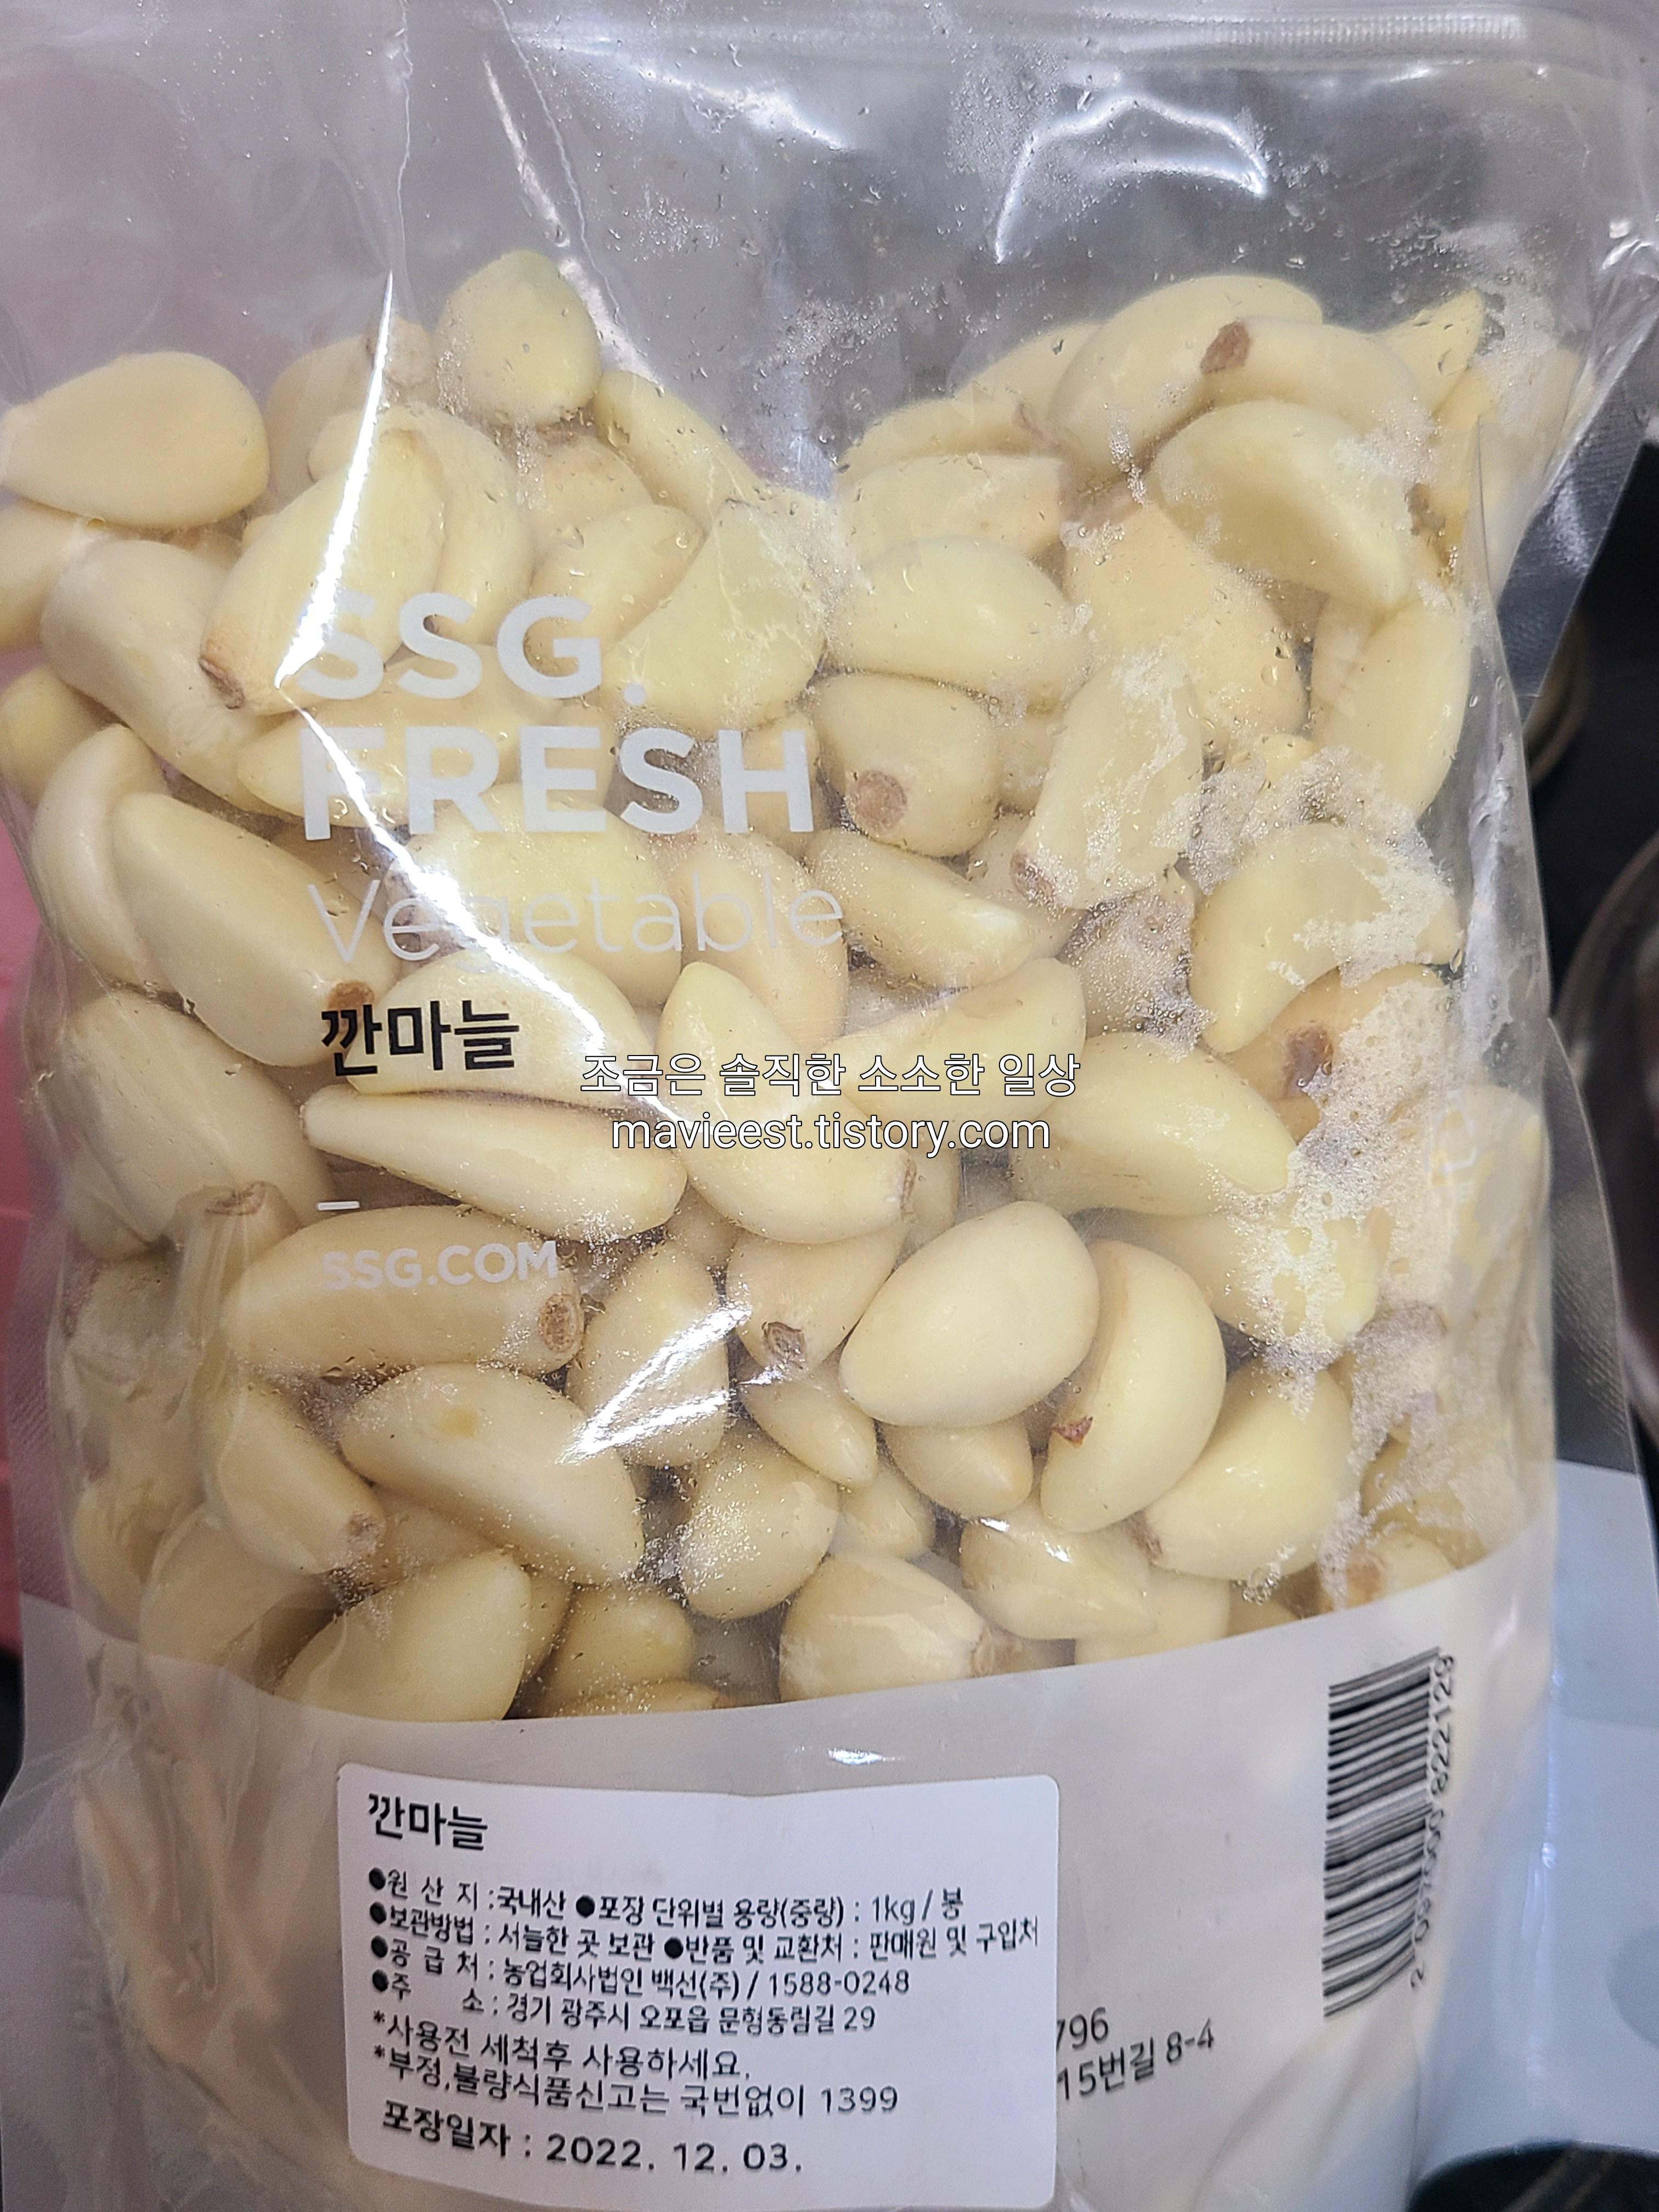 SSG.
FRESH
Vegetable
깐마늘
조금은 솔직한 소소한 일상
mavieest.tistory.com
SSG.COM
깐마늘
●원 산 지 : 국내산 ●포장 단위별 용량(중량) : 1kg / 봉
●보관방법 : 서늘한 곳 보관 ●반품 및 교환처 : 판매원 및 구입처
●공 급 처 : 농업회사법인 백선(주) / 1588-0248
●주 소 : 경기 광주시 오포읍 문형동림길 29
*사용전 세척후 사용하세요.
*부정,불량식품신고는 국번없이 1399
포장일자 : 2022. 12. 03.
796
15번길 8-4